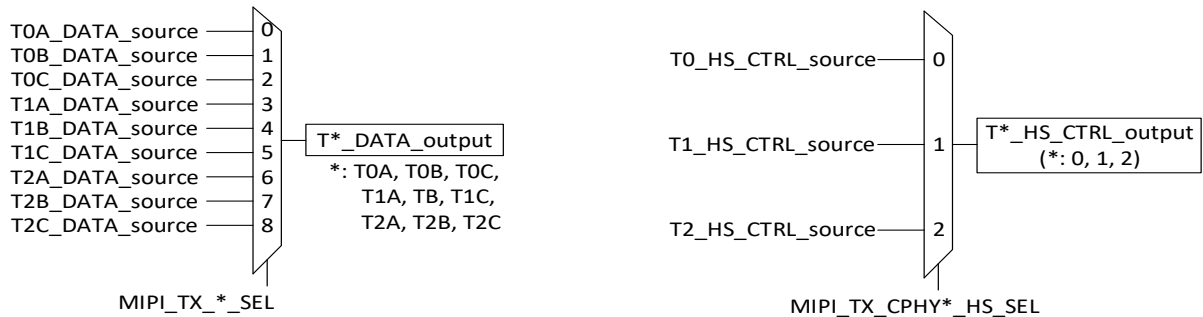 T0A_DATA_source 0
T0B_DATA_source 1
T0C_DATA_source 2
T1A_DATA_source 3
T1B_DATA_source 4
T1C_DATA_source 5
T2A_DATA_source 6
T2B_DATA_source 7
T2C_DATA_source 8
T*_DATA_output
*: T0A, T0B, T0C,
T1A, TB, T1C,
T2A, T2B, T2C
MIPI_TX_*_SEL
T0_HS_CTRL_source 0
T1_HS_CTRL_source 1
T2_HS_CTRL_source 2
T*_HS_CTRL_output
(*: 0, 1, 2)
MIPI_TX_CPHY*_HS_SEL